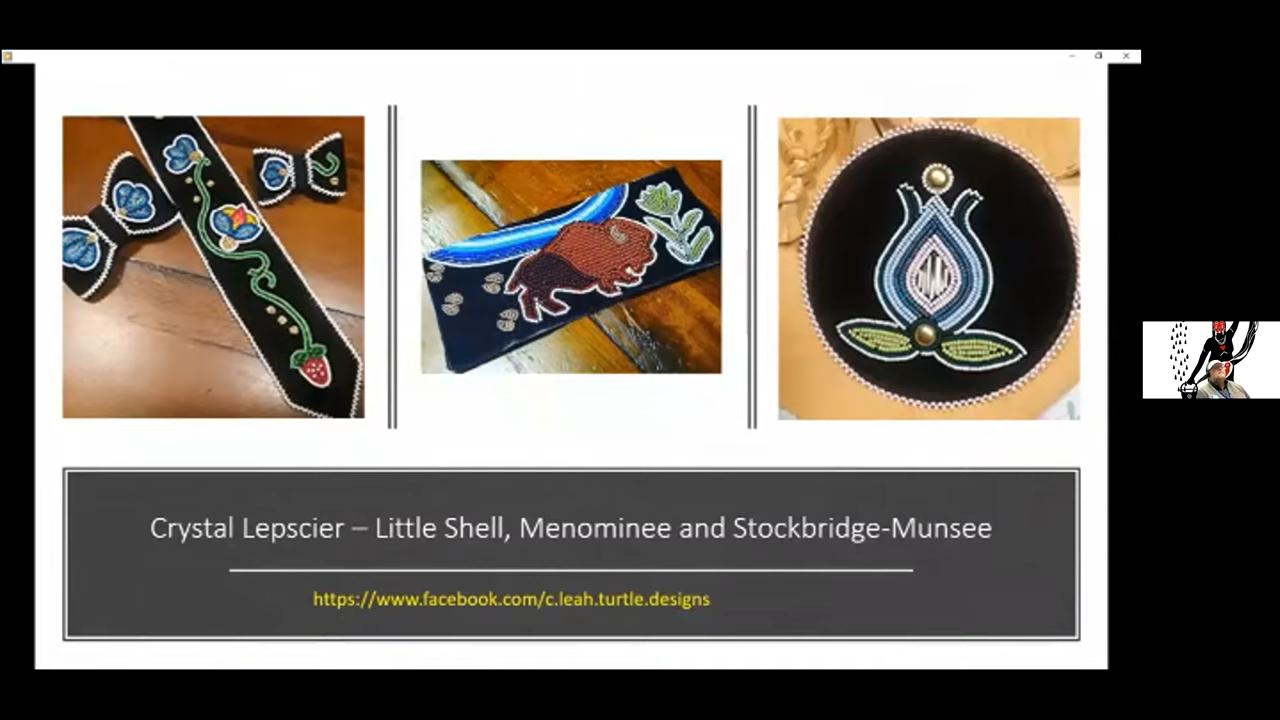 Crystal Lepscier – Little Shell, Menominee and Stockbridge-Munsee
https://www.facebook.com/c.leah.turtle.designs